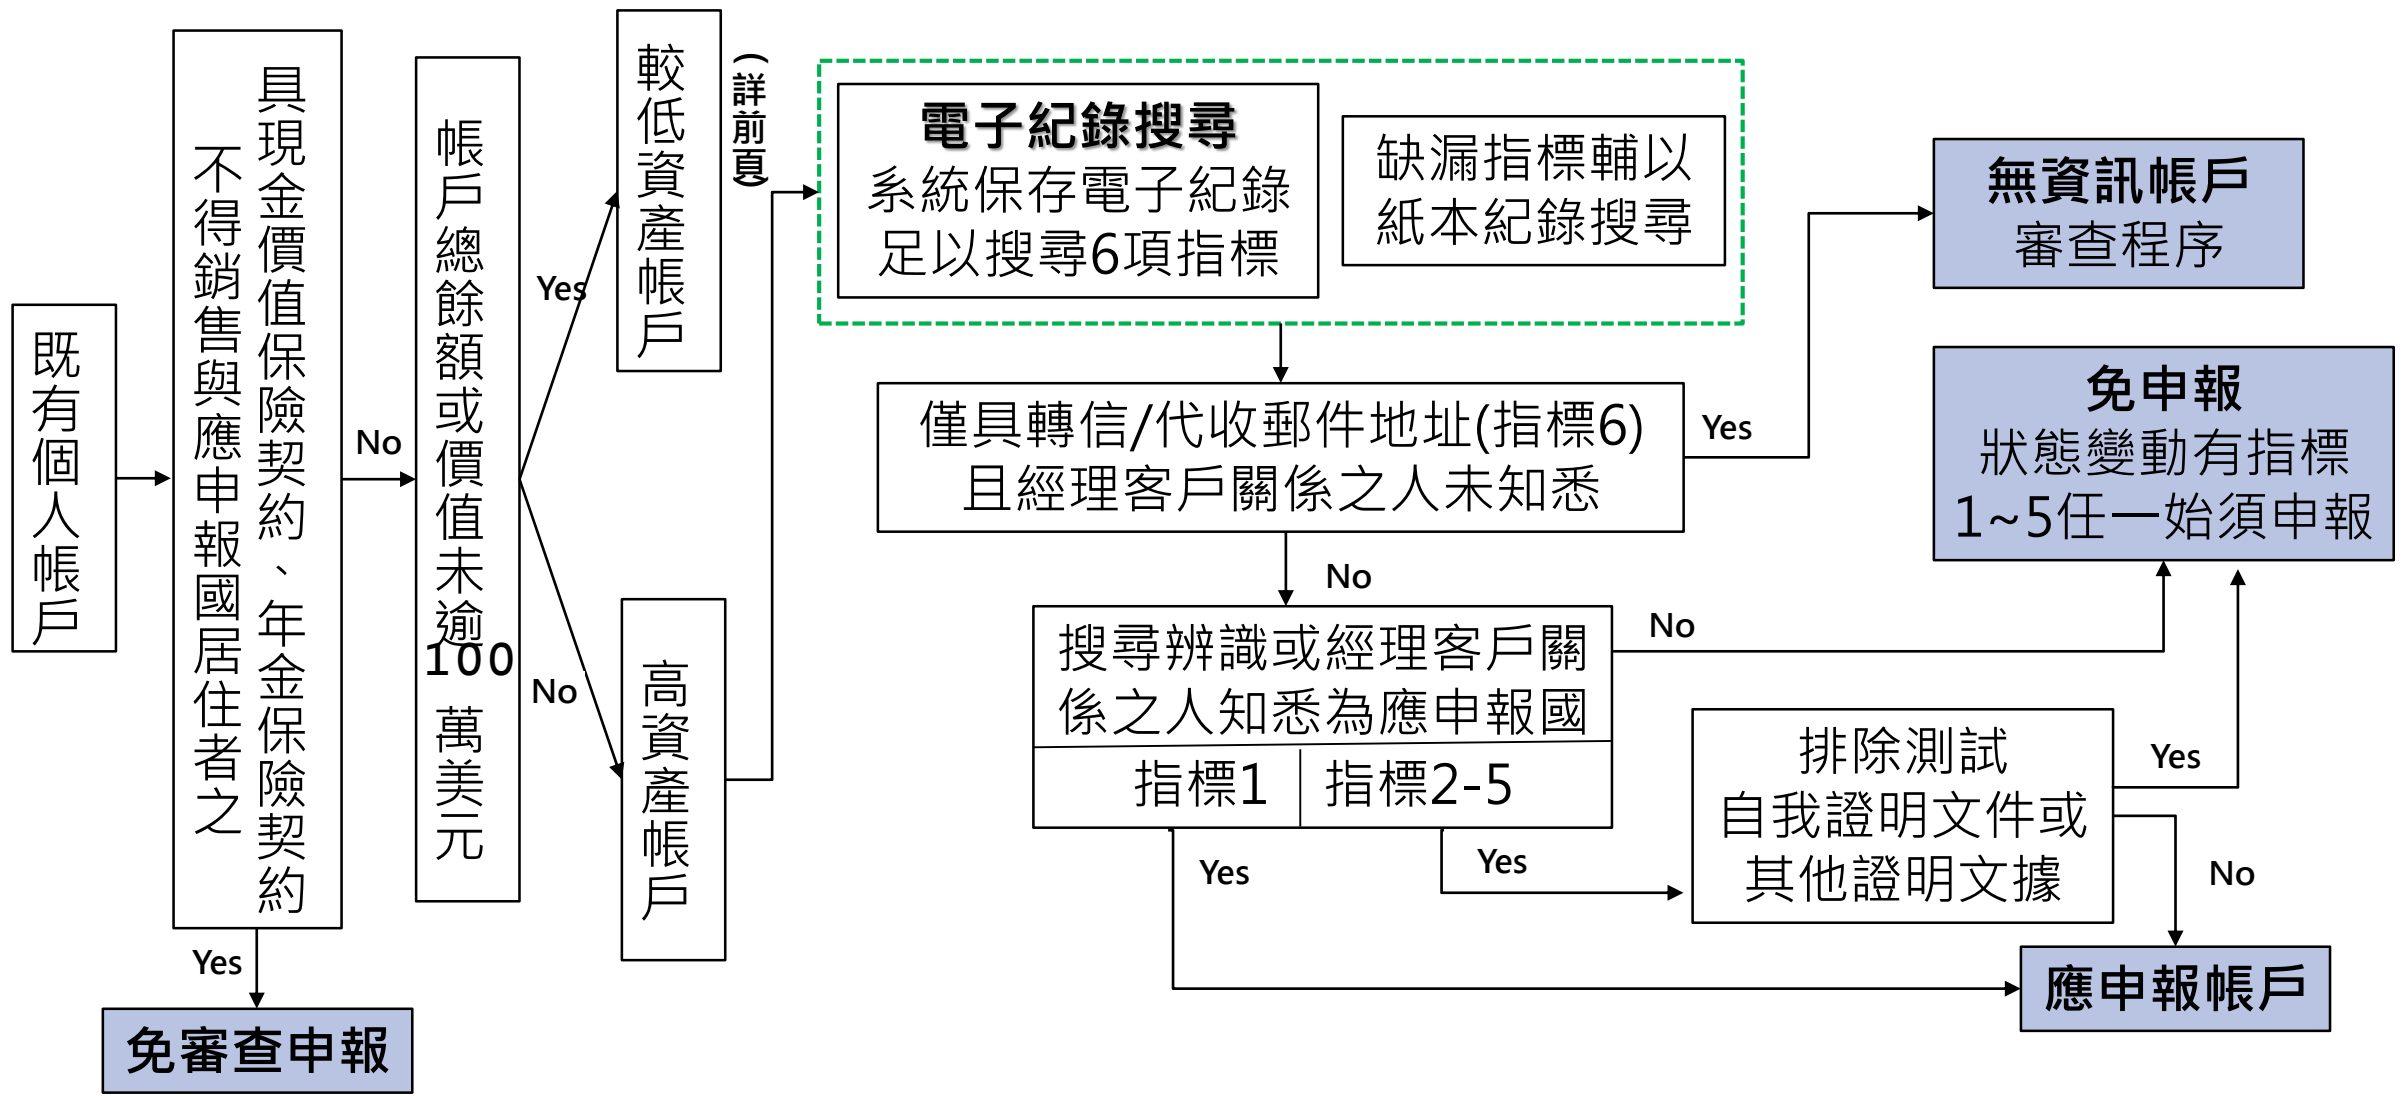 既有個人帳戶
具現金價值保險契約、年金保險契約
不得銷售與應申報國居住者之
Yes
免審查申報
No
帳戶總餘額或價值未逾
100
萬美元
Yes
No
較低資產帳戶
(詳前頁)
高資產帳戶
電子紀錄搜尋
系統保存電子紀錄
足以搜尋6項指標
缺漏指標輔以
紙本紀錄搜尋
僅具轉信/代收郵件地址(指標6)
且經理客戶關係之人未知悉
Yes
無資訊帳戶
審查程序
No
搜尋辨識或經理客戶關
係之人知悉為應申報國
指標1
指標2-5
No
免申報
狀態變動有指標
1~5任一始須申報
Yes
Yes
排除測試
自我證明文件或
其他證明文據
Yes
No
應申報帳戶